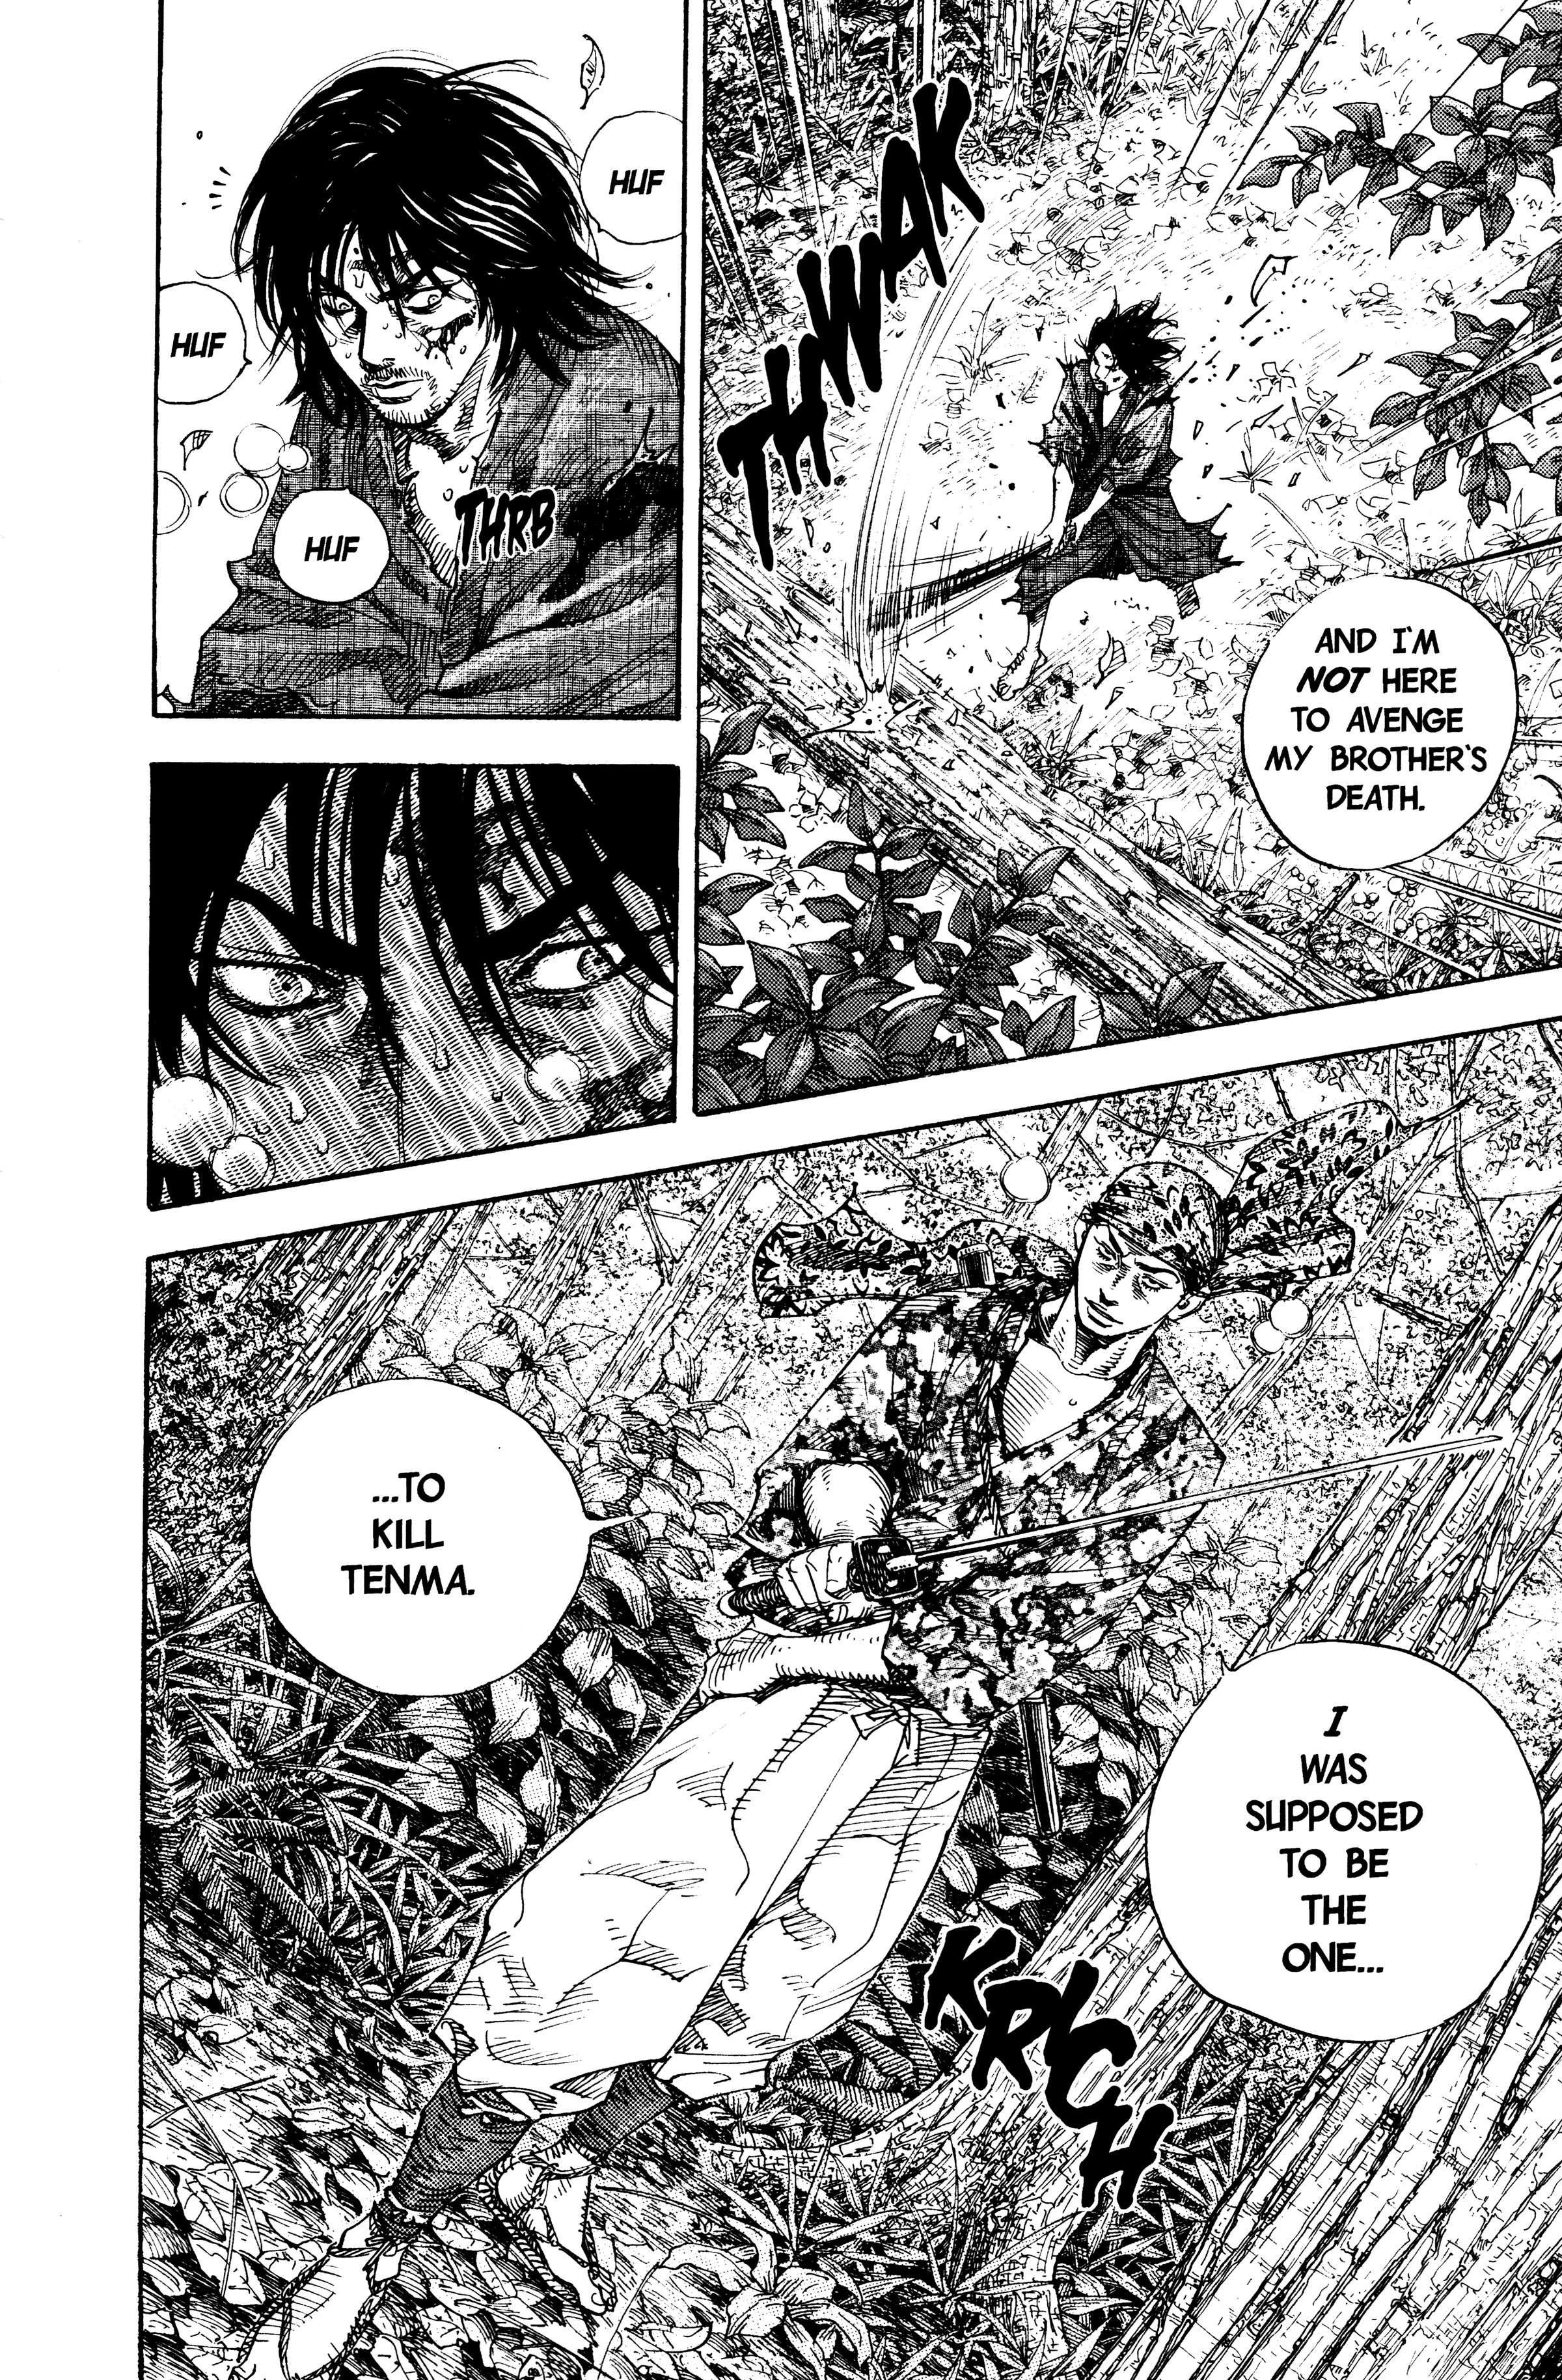 THWAK
AND I'M
NOT HERE
TO AVENGE
MY BROTHER'S
DEATH.
HUF
HUF
THRB
HUF
I
WAS
SUPPOSED
TO BE
THE
ONE...
KRICH
...TO
KILL
TENMA.